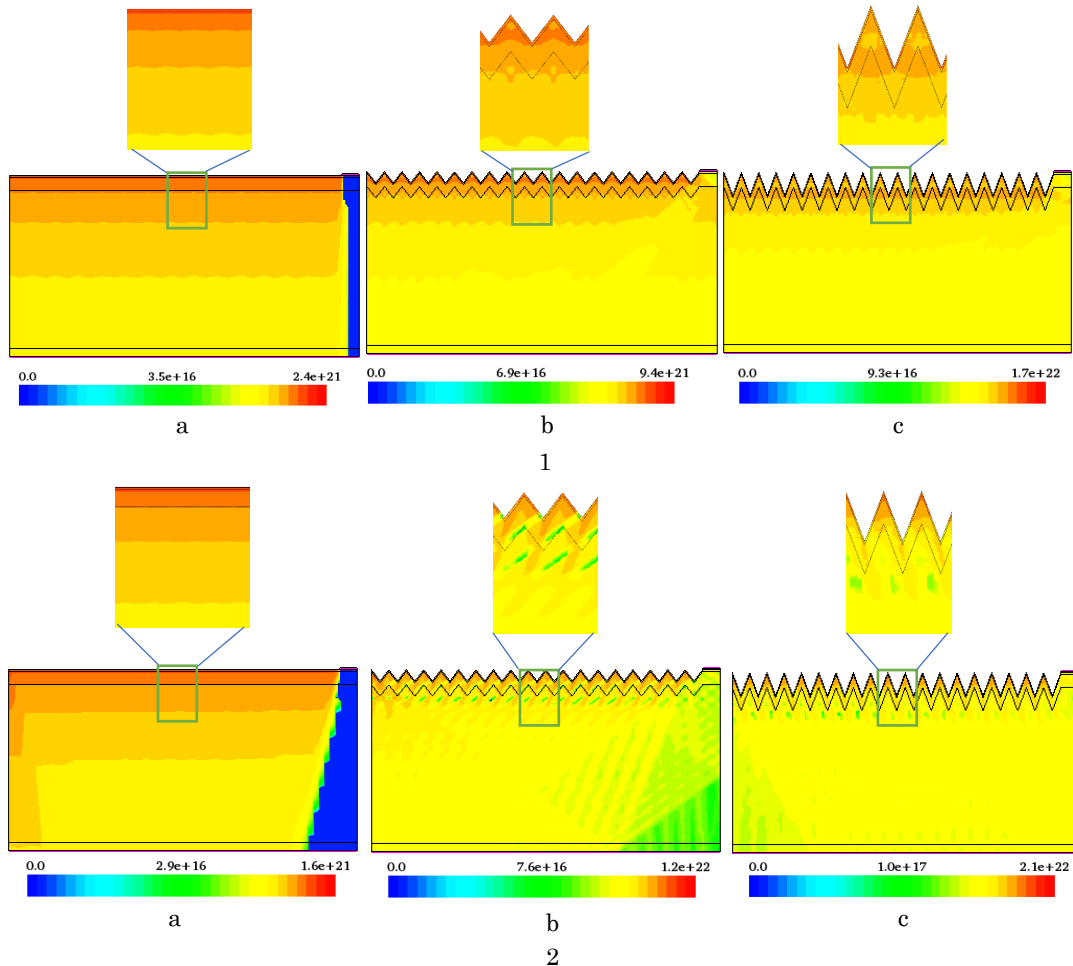 0.0 3.5e+16 2.4e+21
0.0 6.9e+16 9.4e+21
0.0 9.3e+16 1.7e+22
a b c
1
0.0 2.9e+16 1.6e+21
0.0 7.6e+16 1.2e+22
0.0 1.0e+17 2.1e+22
a b c
2